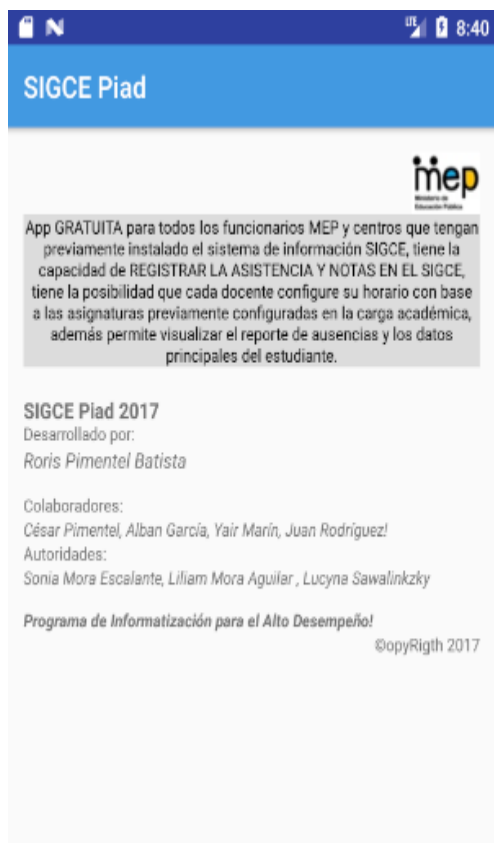 LTE 8:40
SIGCE Piad
mep
Ministerio de
Educación Pública
App GRATUITA para todos los funcionarios MEP y centros que tengan
previamente instalado el sistema de información SIGCE, tiene la
capacidad de REGISTRAR LA ASISTENCIA Y NOTAS EN EL SIGCE,
tiene la posibilidad que cada docente configure su horario con base
a las asignaturas previamente configuradas en la carga académica,
además permite visualizar el reporte de ausencias y los datos
principales del estudiante.
SIGCE Piad 2017
Desarrollado por:
Roris Pimentel Batista
Colaboradores:
César Pimentel, Alban García, Yair Marín, Juan Rodríguez!
Autoridades:
Sonia Mora Escalante, Liliam Mora Aguilar , Lucyna Sawalinkzky
Programa de Informatización para el Alto Desempeño!
©opyRigth 2017